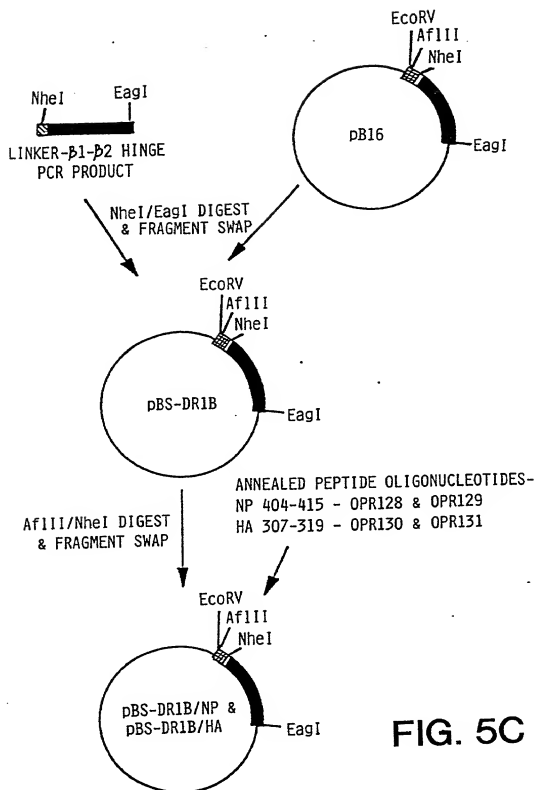 EcoRV
AflII
NheI
pB16
EagI
NheI
EagI
LINKER-β1-β2 HINGE
PCR PRODUCT
NheI/EagI DIGEST
& FRAGMENT SWAP
EcoRV
AflII
NheI
pBS-DR1B
EagI
AflII/NheI DIGEST
& FRAGMENT SWAP
ANNEALED PEPTIDE OLIGONUCLEOTIDES-
NP 404-415 - OPR128 & OPR129
HA 307-319 - OPR130 & OPR131
EcoRV
AflII
NheI
pBS-DR1B/NP &
pBS-DR1B/HA
EagI
FIG. 5C